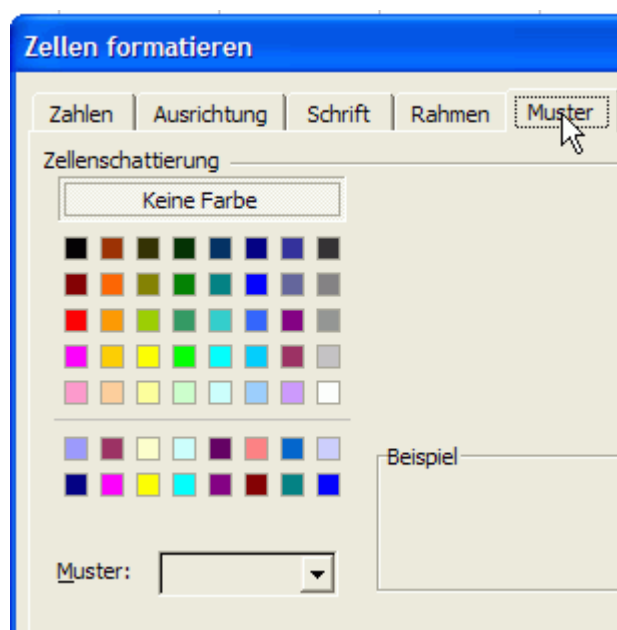 Zellen formatieren
Zahlen Ausrichtung Schrift Rahmen Muster
Zellenschattierung
Keine Farbe
Beispiel
Muster: